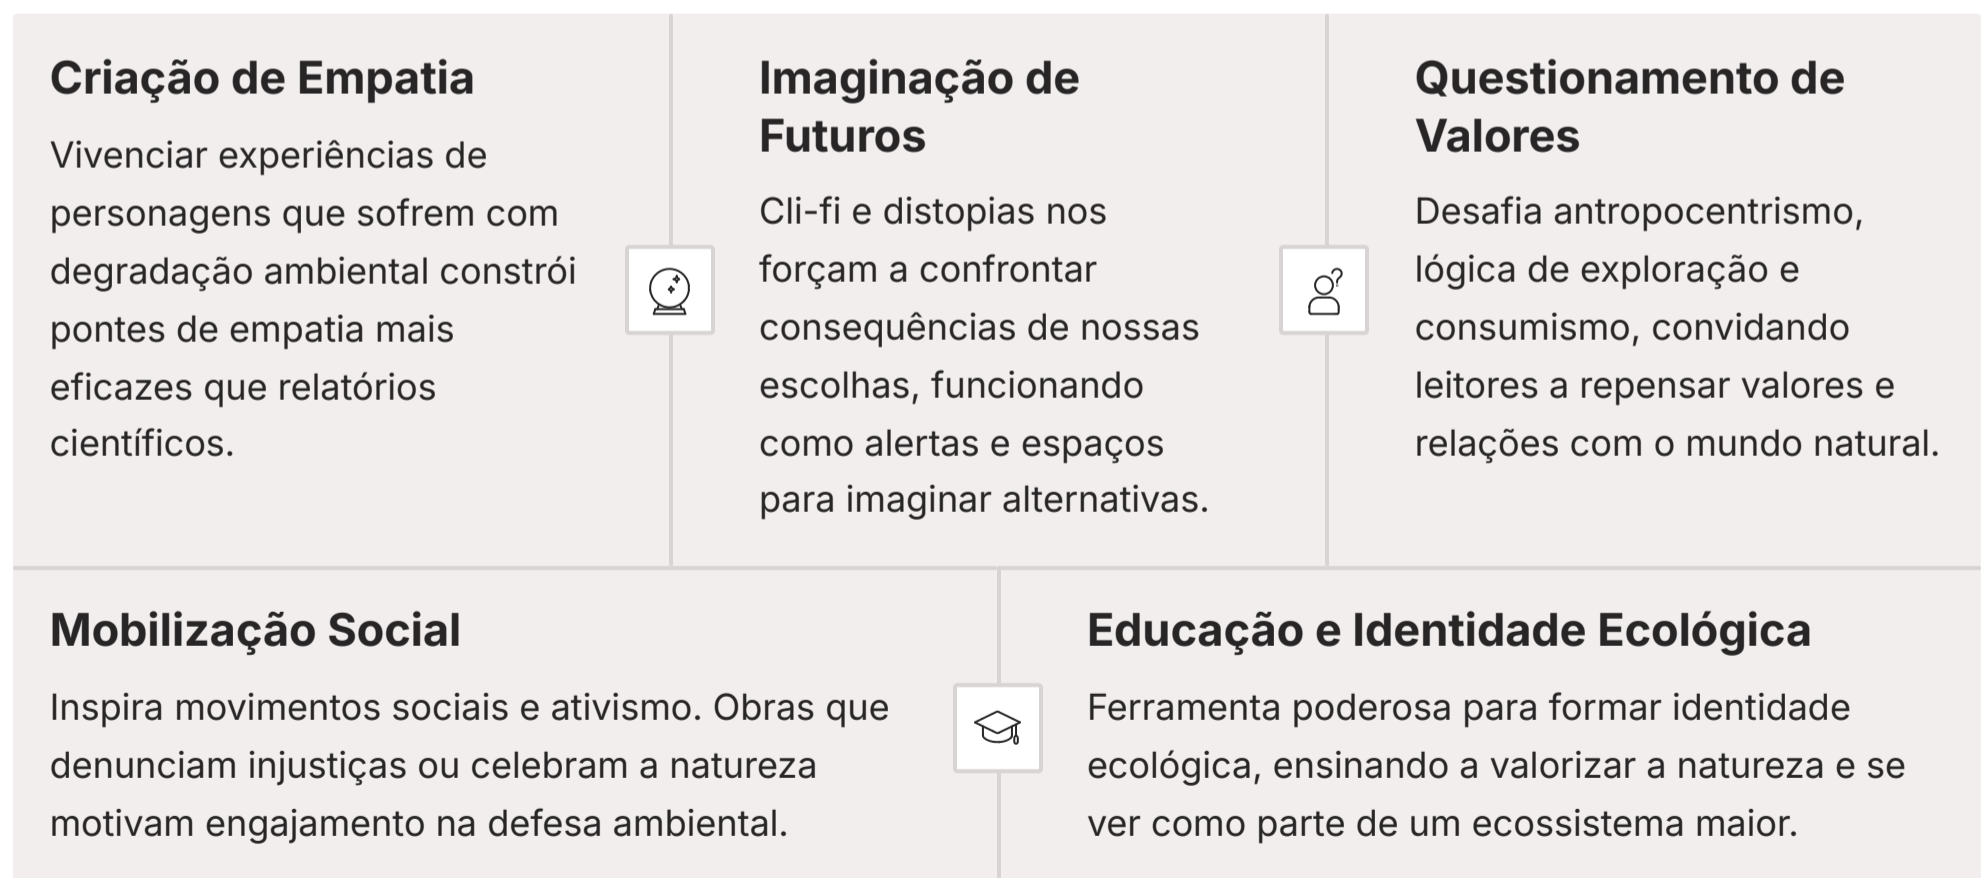 Criação de Empatia
Vivenciar experiências de
personagens que sofrem com
degradação ambiental constrói
pontes de empatia mais
eficazes que relatórios
científicos.
Imaginação de
Futuros
Cli-fi e distopias nos
forçam a confrontar
consequências de nossas
escolhas, funcionando
como alertas e espaços
para imaginar alternativas.
Questionamento de
Valores
Desafia antropocentrismo,
lógica de exploração e
consumismo, convidando
leitores a repensar valores e
relações com o mundo natural.
Mobilização Social
Inspira movimentos sociais e ativismo. Obras que
denunciam injustiças ou celebram a natureza
motivam engajamento na defesa ambiental.
Educação e Identidade Ecológica
Ferramenta poderosa para formar identidade
ecológica, ensinando a valorizar a natureza e se
ver como parte de um ecossistema maior.